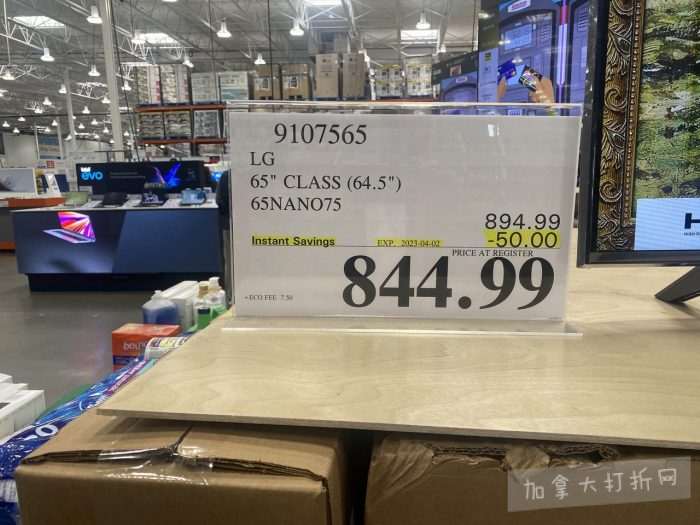 9107565
LG
65" CLASS (64.5")
65NANO75
894.99
Instant Savings EXP. 2023-04-02 -50.00
PRICE AT REGISTER
844.99
+ECO FEE 7.50
evo
加拿大打折网